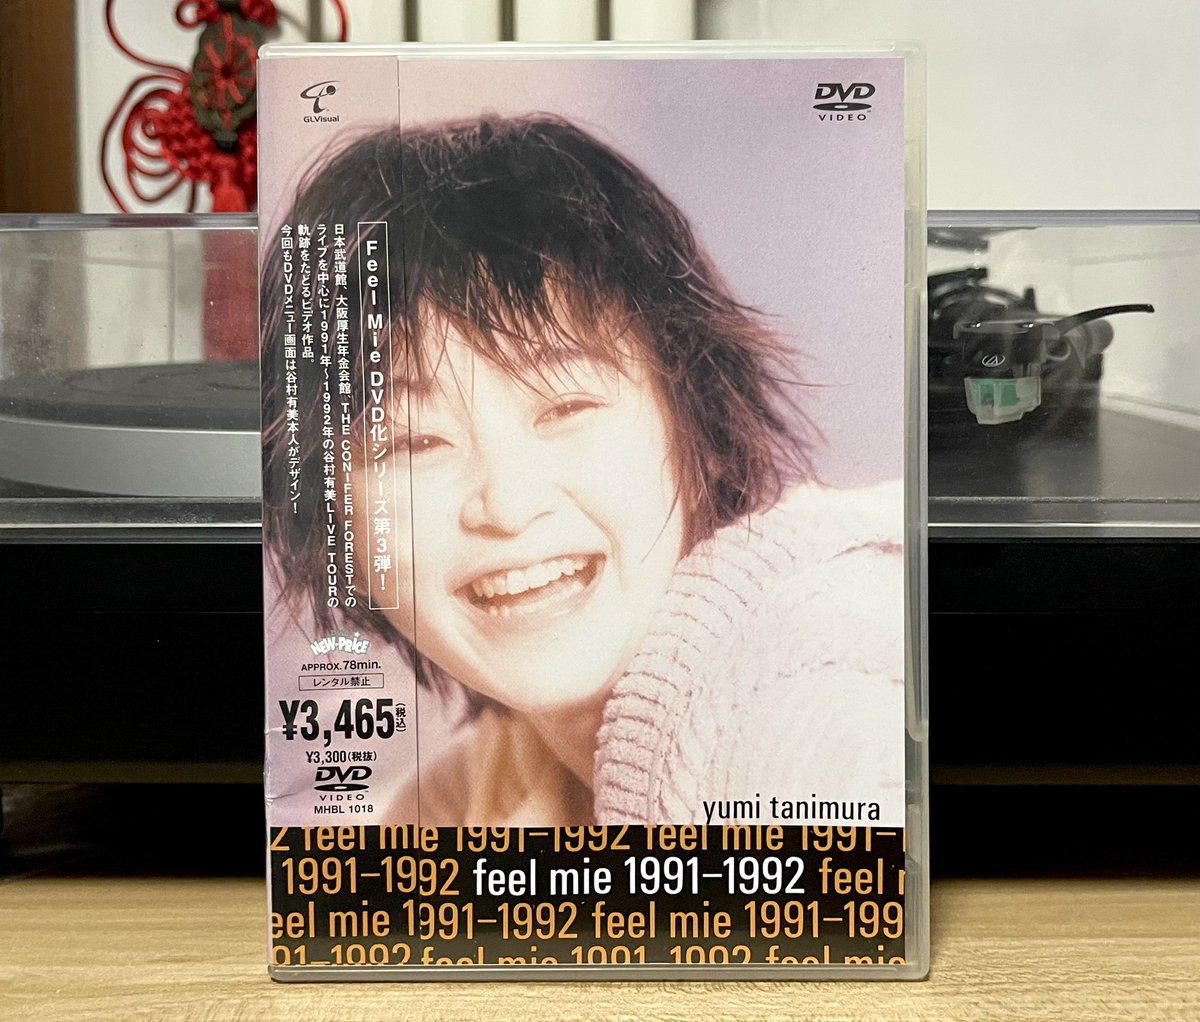 GLVisual
DVD
VIDEO
Feel Mie DVD化シリーズ第3弾！
日本武道館、大阪厚生年金会館、THE CONIFER FORESTでの
ライブを中心に1991年〜1992年の谷村有美LIVE TOURの
軌跡をたどるビデオ作品。
今回もDVDメニュー画面は谷村有美本人がデザイン！
NEW-PRICE
APPROX.78min.
レンタル禁止
¥3,465(税込)
¥3,300(税抜)
DVD
VIDEO
MHBL 1018
yumi tanimura
2 feel mie 1991–1992 feel mie 1991–1
1991–1992 feel mie 1991–1992 feel
eel mie 1991–1992 feel mie 1991–199
91–1992 feel mie 1991–1992 feel mie